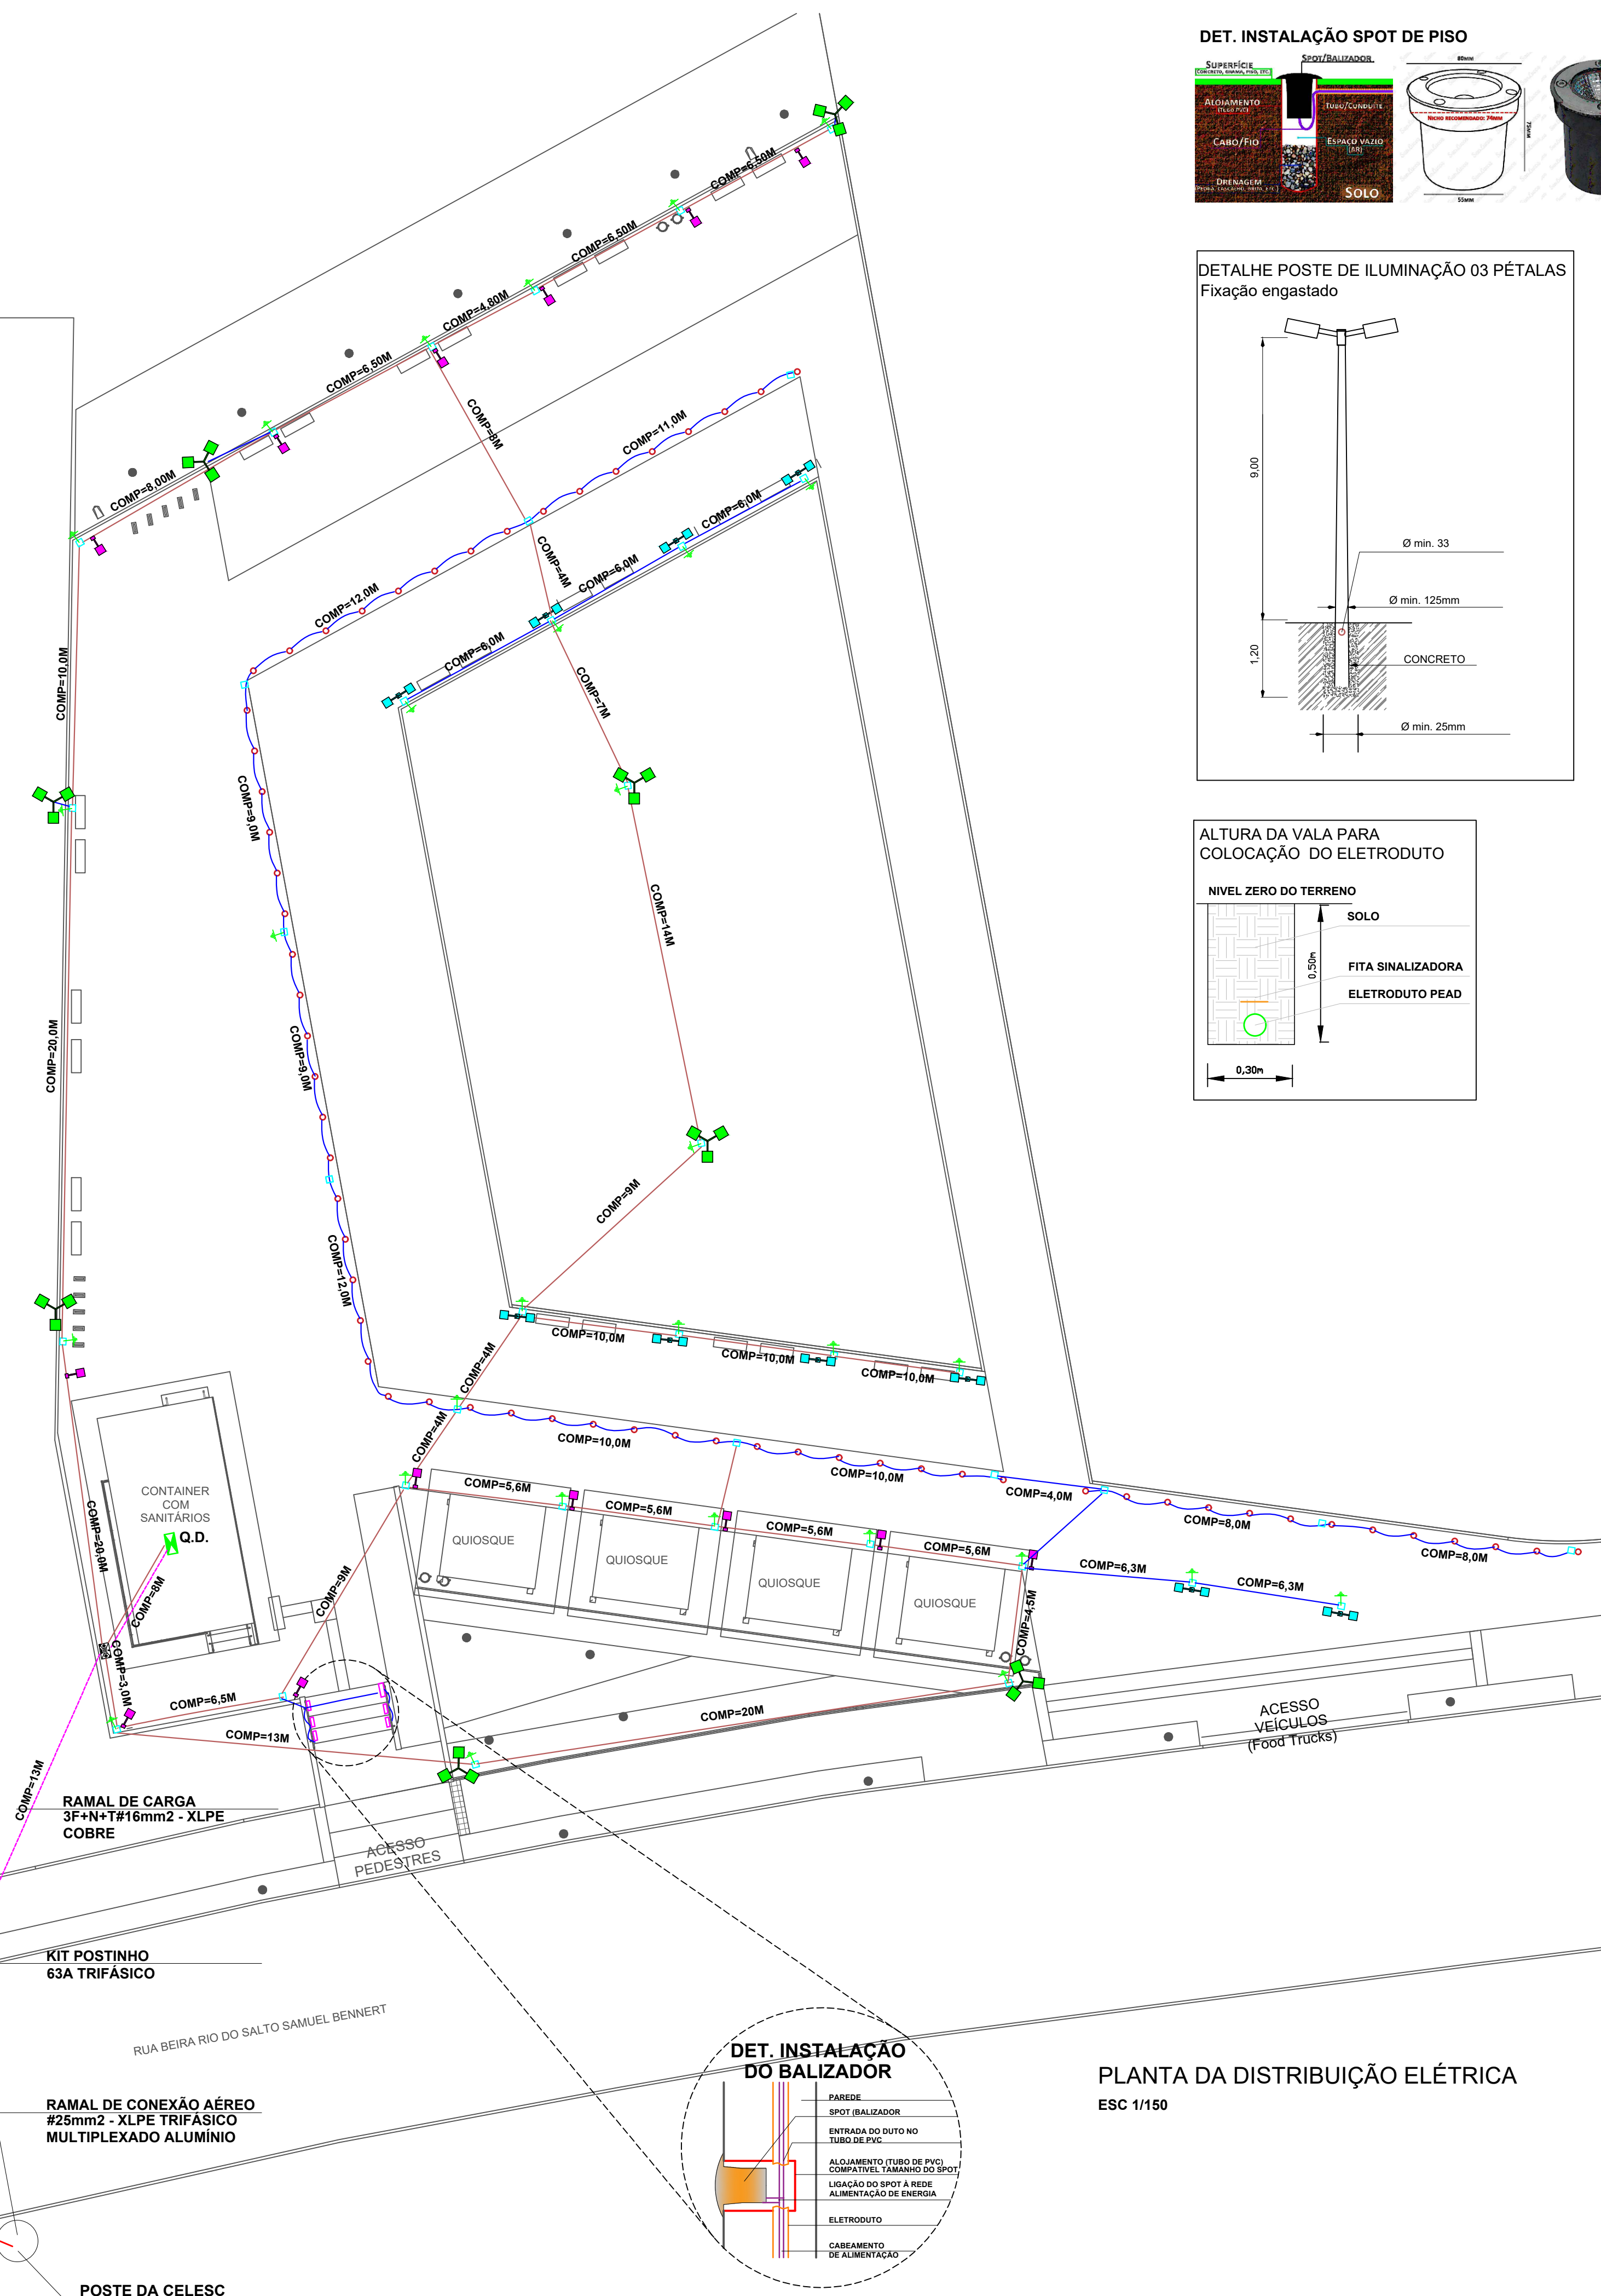 DET. INSTALAÇÃO SPOT DE PISO
SUPERFÍCIE
(CONCRETO, GRAMA, PISO, ETC.)
SPOT/BALIZADOR
ALOJAMENTO
(TUBO PVC)
TUBO/CONDUITE
CABO/FIO
ESPAÇO VAZIO
(AR)
DRENAGEM
SOLO
80MM
NICHO RECOMENDADO: 74MM
75MM
55MM
DETALHE POSTE DE ILUMINAÇÃO 03 PÉTALAS
Fixação engastado
9,00
1,20
Ø min. 33
Ø min. 125mm
CONCRETO
Ø min. 25mm
ALTURA DA VALA PARA
COLOCAÇÃO DO ELETRODUTO
NIVEL ZERO DO TERRENO
SOLO
0,50m
FITA SINALIZADORA
ELETRODUTO PEAD
0,30m
COMP=6,50M
COMP=6,50M
COMP=4,80M
COMP=6,50M
COMP=8,00M
COMP=8M
COMP=11,0M
COMP=12,0M
COMP=4M
COMP=6,0M
COMP=6,0M
COMP=6,0M
COMP=7M
COMP=10,0M
COMP=9,0M
COMP=14M
COMP=20,0M
COMP=9,0M
COMP=9M
COMP=12,0M
COMP=10,0M
COMP=10,0M
COMP=10,0M
COMP=4M
COMP=4M
COMP=10,0M
COMP=10,0M
COMP=4,0M
COMP=8,0M
COMP=8,0M
COMP=5,6M
COMP=5,6M
COMP=5,6M
COMP=5,6M
COMP=6,3M
COMP=6,3M
QUIOSQUE
QUIOSQUE
QUIOSQUE
QUIOSQUE
CONTAINER
COM
SANITÁRIOS
Q.D.
COMP=20,0M
COMP=8M
COMP=9M
COMP=4,5M
COMP=3,0M
COMP=6,5M
COMP=13M
COMP=20M
COMP=13M
ACESSO
VEÍCULOS
(Food Trucks)
RAMAL DE CARGA
3F+N+T#16mm2 - XLPE
COBRE
ACESSO
PEDESTRES
KIT POSTINHO
63A TRIFÁSICO
RUA BEIRA RIO DO SALTO SAMUEL BENNERT
RAMAL DE CONEXÃO AÉREO
#25mm2 - XLPE TRIFÁSICO
MULTIPLEXADO ALUMÍNIO
POSTE DA CELESC
DET. INSTALAÇÃO
DO BALIZADOR
PAREDE
SPOT (BALIZADOR
ENTRADA DO DUTO NO
TUBO DE PVC
ALOJAMENTO (TUBO DE PVC)
COMPATIVEL TAMANHO DO SPOT
LIGAÇÃO DO SPOT À REDE
ALIMENTAÇÃO DE ENERGIA
ELETRODUTO
CABEAMENTO
DE ALIMENTAÇÃO
PLANTA DA DISTRIBUIÇÃO ELÉTRICA
ESC 1/150